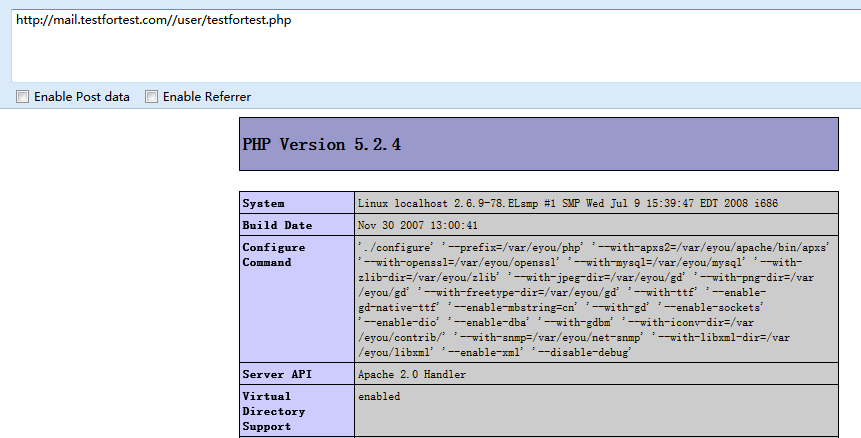 http://mail.testfortest.com//user/testfortest.php
Enable Post data Enable Referrer
PHP Version 5.2.4
System Linux localhost 2.6.9-78.ELsmp #1 SMP Wed Jul 9 15:39:47 EDT 2008 i686
Build Date Nov 30 2007 13:00:41
Configure Command
'./configure' '--prefix=/var/eyou/php' '--with-apxs2=/var/eyou/apache/bin/apxs'
'--with-openssl=/var/eyou/openssl' '--with-mysql=/var/eyou/mysql' '--with-
zlib-dir=/var/eyou/zlib' '--with-jpeg-dir=/var/eyou/gd' '--with-png-dir=/var
/eyou/gd' '--with-freetype-dir=/var/eyou/gd' '--with-ttf' '--enable-
gd-native-ttf' '--enable-mbstring=cn' '--with-gd' '--enable-sockets'
'--enable-dio' '--enable-dba' '--with-gdbm' '--with-iconv-dir=/var
/eyou/contrib/' '--with-snmp=/var/eyou/net-snmp' '--with-libxml-dir=/var
/eyou/libxml' '--enable-xml' '--disable-debug'
Server API Apache 2.0 Handler
Virtual
Directory
Support
enabled